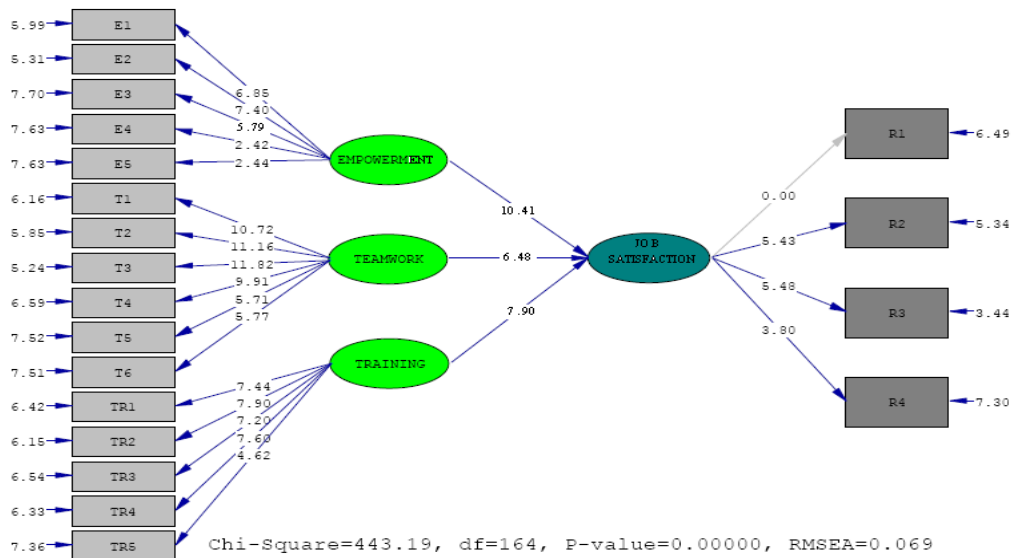 5.99 E1
5.31 E2
7.70 E3
7.63 E4
7.63 E5
6.16 T1
5.85 T2
5.24 T3
6.59 T4
7.52 T5
7.51 T6
6.42 TR1
6.15 TR2
6.54 TR3
6.33 TR4
7.36 TR5
6.85
7.40
5.79
2.42
2.44
10.72
11.16
11.82
9.91
5.71
5.77
7.44
7.90
7.20
7.60
4.62
EMPOWERMENT
TEAMWORK
TRAINING
10.41
6.48
7.90
JOB
SATISFACTION
0.00
5.43
5.48
3.80
R1 6.49
R2 5.34
R3 3.44
R4 7.30
Chi-Square=443.19, df=164, P-value=0.00000, RMSEA=0.069